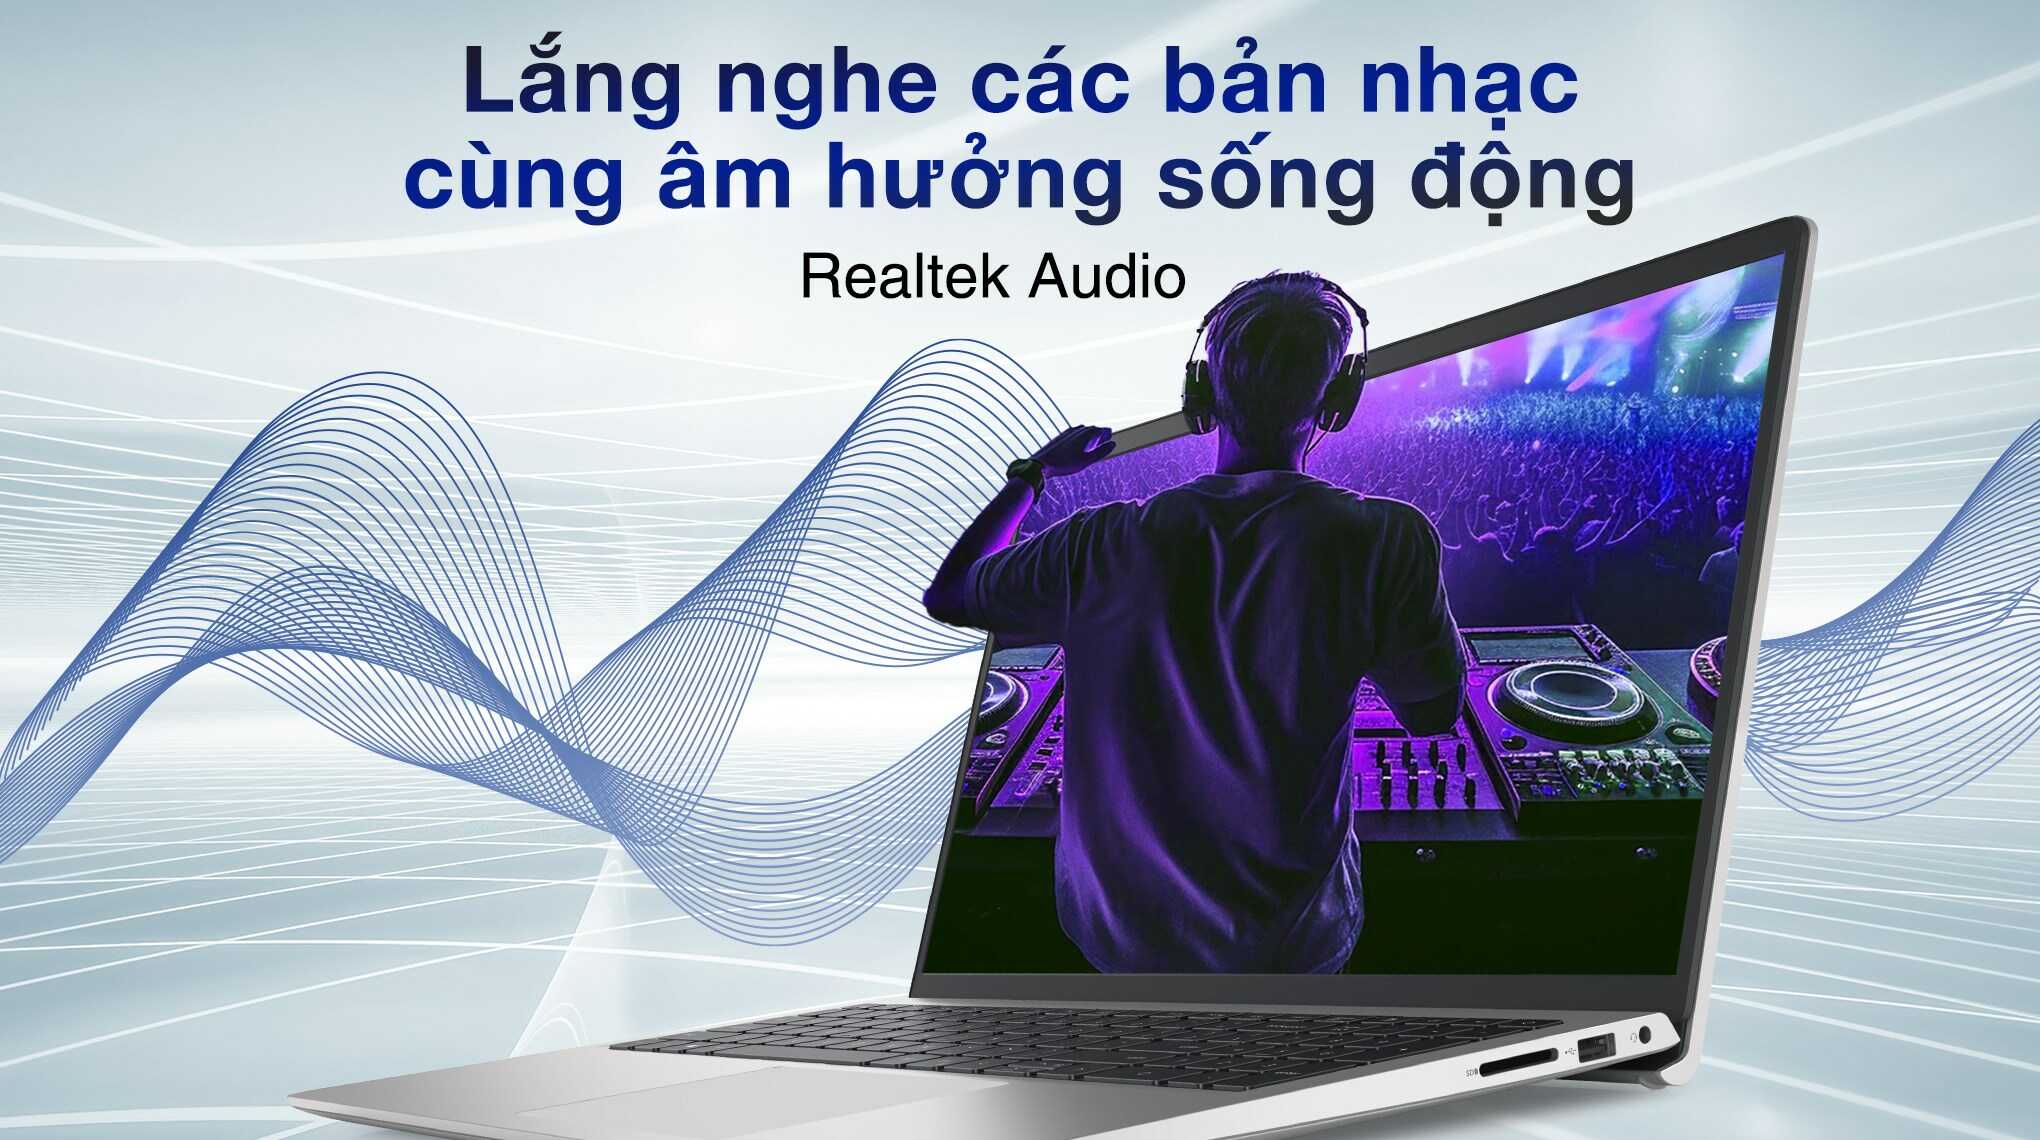 Lắng nghe các bản nhạc
cùng âm hưởng sống động
Realtek Audio